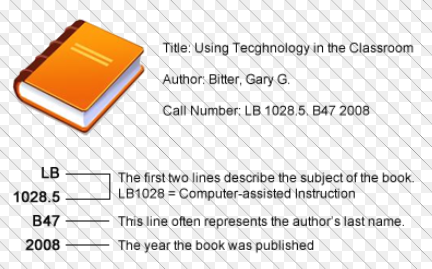 Title: Using Tecghnology in the Classroom
Author: Bitter, Gary G.
Call Number: LB 1028.5. B47 2008
LB
The first two lines describe the subject of the book.
1028.5
LB1028 = Computer-assisted Instruction
B47
This line often represents the author's last name.
2008
The year the book was published